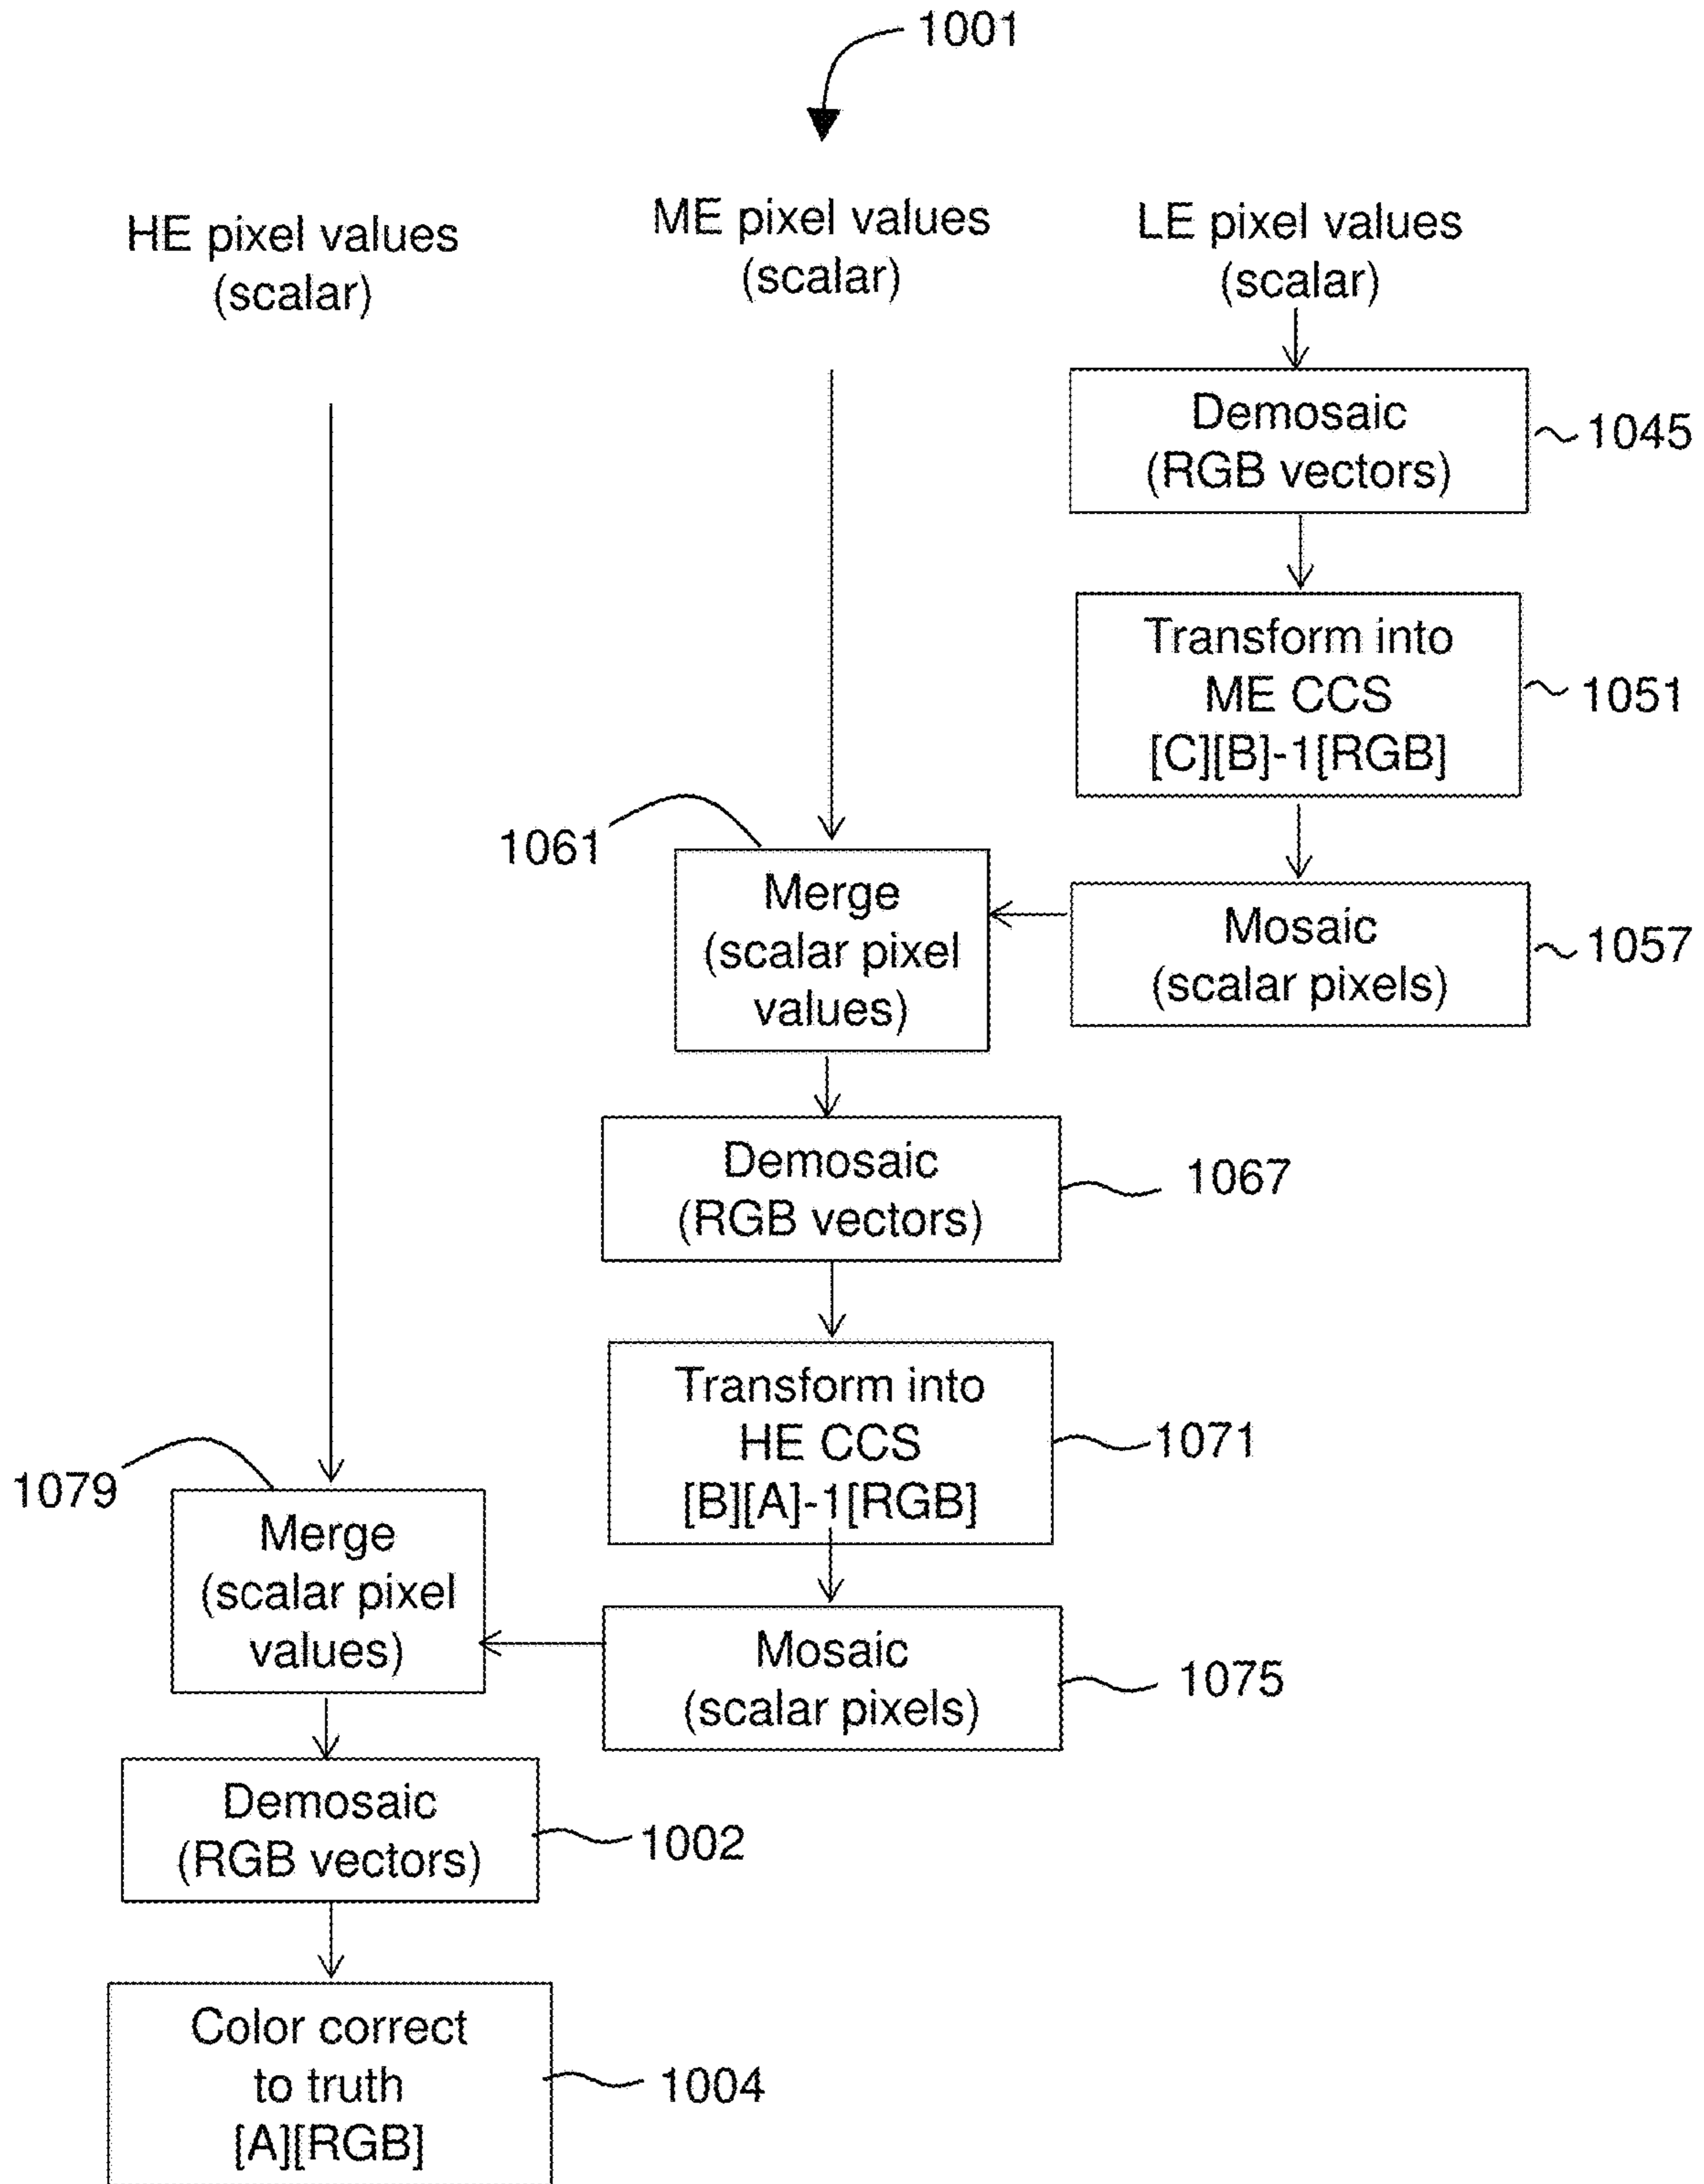 1001
HE pixel values
(scalar)
ME pixel values
(scalar)
LE pixel values
(scalar)
Demosaic
(RGB vectors)
1045
Transform into
ME CCS
[C][B]-1[RGB]
1051
1061
Merge
(scalar pixel
values)
Mosaic
(scalar pixels)
1057
Demosaic
(RGB vectors)
1067
Transform into
HE CCS
[B][A]-1[RGB]
1071
1079
Merge
(scalar pixel
values)
Mosaic
(scalar pixels)
1075
Demosaic
(RGB vectors)
1002
Color correct
to truth
[A][RGB]
1004